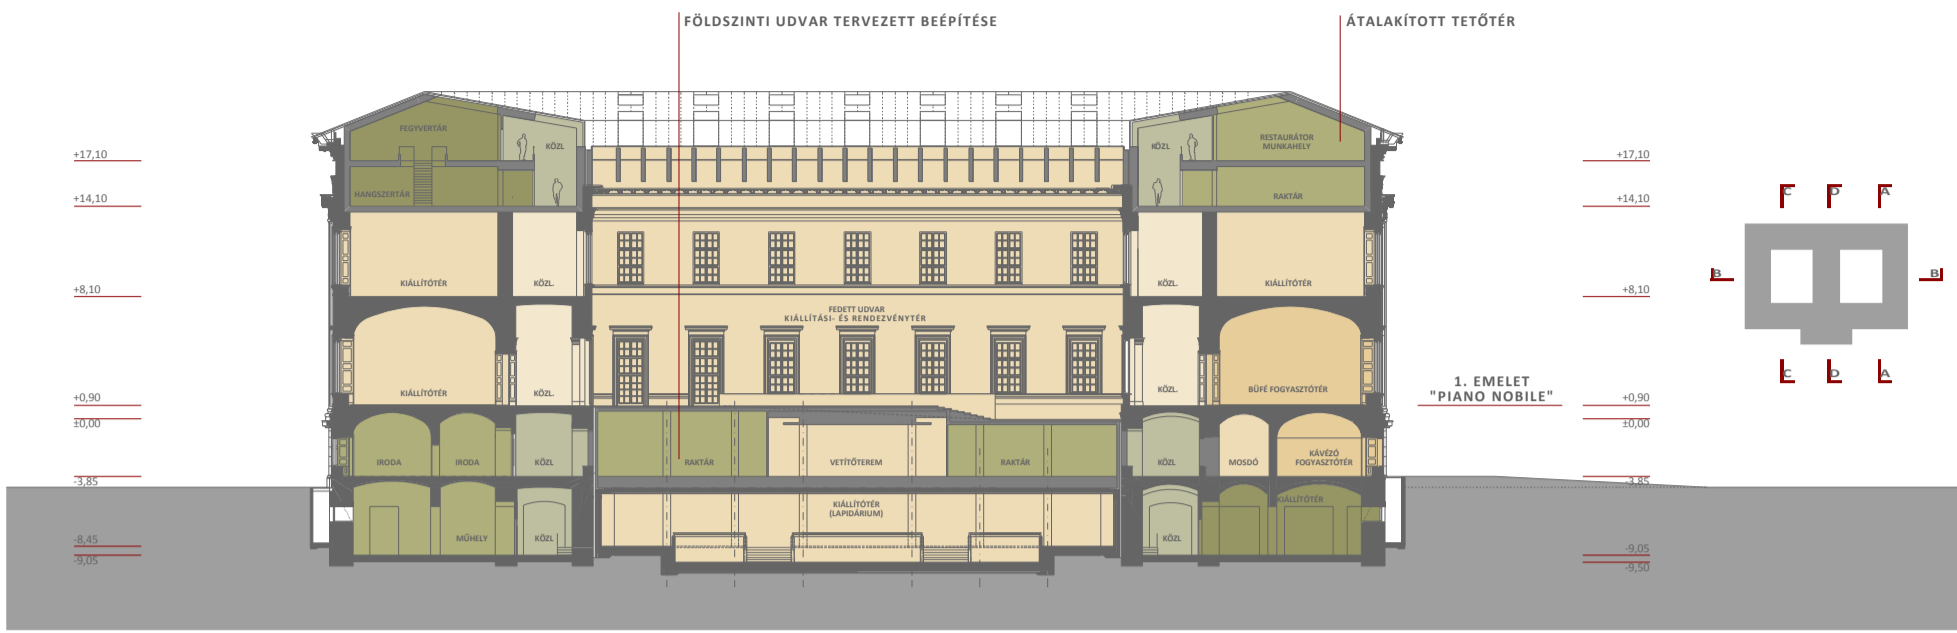 FÖLDSZINTI UDVAR TERVEZETT BEÉPÍTÉSE
ÁTALAKÍTOTT TETŐTÉR
FEGYVERTÁR
KÖZL
KÖZL
RESTAURÁTOR
MUNKAHELY
+17,10
+17,10
HANGSZERTÁR
RAKTÁR
+14,10
+14,10
C
D
A
KIÁLLÍTÓTÉR
KÖZL.
KÖZL.
KIÁLLÍTÓTÉR
B
B
+8,10
+8,10
FEDETT UDVAR
KIÁLLÍTÁSI- ÉS RENDEZVÉNYTÉR
KIÁLLÍTÓTÉR
KÖZL.
KÖZL.
BÜFÉ FOGYASZTÓTÉR
C
D
A
1. EMELET
"PIANO NOBILE"
+0,90
+0,90
±0,00
±0,00
IRODA
IRODA
KÖZL
RAKTÁR
VETÍTŐTEREM
RAKTÁR
KÖZL
MOSDÓ
KÁVÉZÓ
FOGYASZTÓTÉR
-3,85
-3,85
KIÁLLÍTÓTÉR
(LAPIDÁRIUM)
KIÁLLÍTÓTÉR
MŰHELY
KÖZL
KÖZL
-8,45
-9,05
-9,05
-9,50